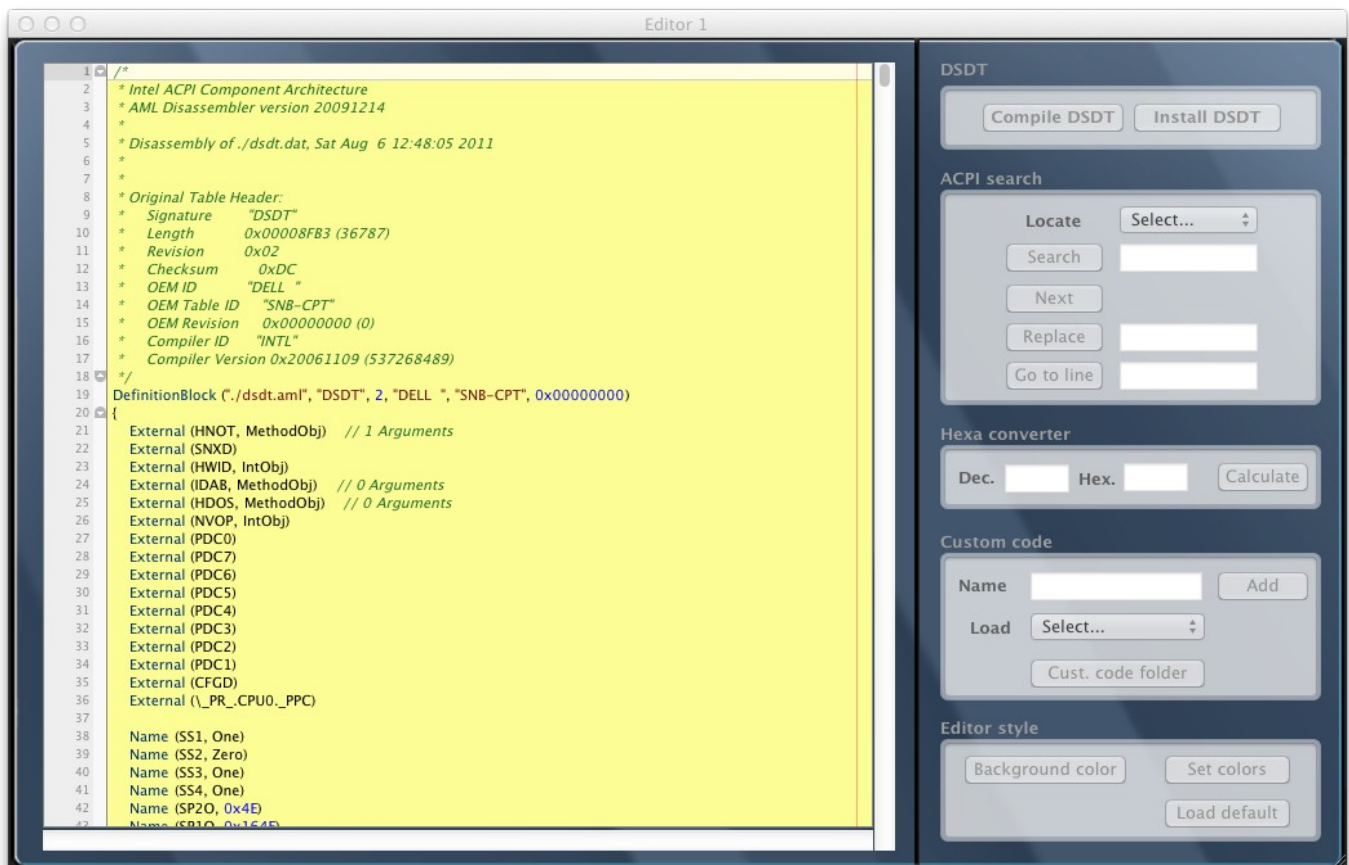 Editor 1
1 /*
2 * Intel ACPI Component Architecture
3 * AML Disassembler version 20091214
4 *
5 * Disassembly of ./dsdt.dat, Sat Aug  6 12:48:05 2011
6 *
7 *
8 * Original Table Header:
9 *     Signature        "DSDT"
10 *     Length           0x00008FB3 (36787)
11 *     Revision         0x02
12 *     Checksum         0xDC
13 *     OEM ID           "DELL  "
14 *     OEM Table ID     "SNB-CPT"
15 *     OEM Revision     0x00000000 (0)
16 *     Compiler ID      "INTL"
17 *     Compiler Version 0x20061109 (537268489)
18 */
19 DefinitionBlock ("./dsdt.aml", "DSDT", 2, "DELL  ", "SNB-CPT", 0x00000000)
20 {
21 External (HNOT, MethodObj)    // 1 Arguments
22 External (SNXD)
23 External (HWID, IntObj)
24 External (IDAB, MethodObj)    // 0 Arguments
25 External (HDOS, MethodObj)    // 0 Arguments
26 External (NVOP, IntObj)
27 External (PDC0)
28 External (PDC7)
29 External (PDC6)
30 External (PDC5)
31 External (PDC4)
32 External (PDC3)
33 External (PDC2)
34 External (PDC1)
35 External (CFGD)
36 External (\_PR_.CPU0._PPC)
37
38 Name (SS1, One)
39 Name (SS2, Zero)
40 Name (SS3, One)
41 Name (SS4, One)
42 Name (SP2O, 0x4E)
43 Name (SP1O, 0x164E)
DSDT
Compile DSDT Install DSDT
ACPI search
Locate Select...
Search
Next
Replace
Go to line
Hexa converter
Dec. Hex. Calculate
Custom code
Name Add
Load Select...
Cust. code folder
Editor style
Background color Set colors
Load default